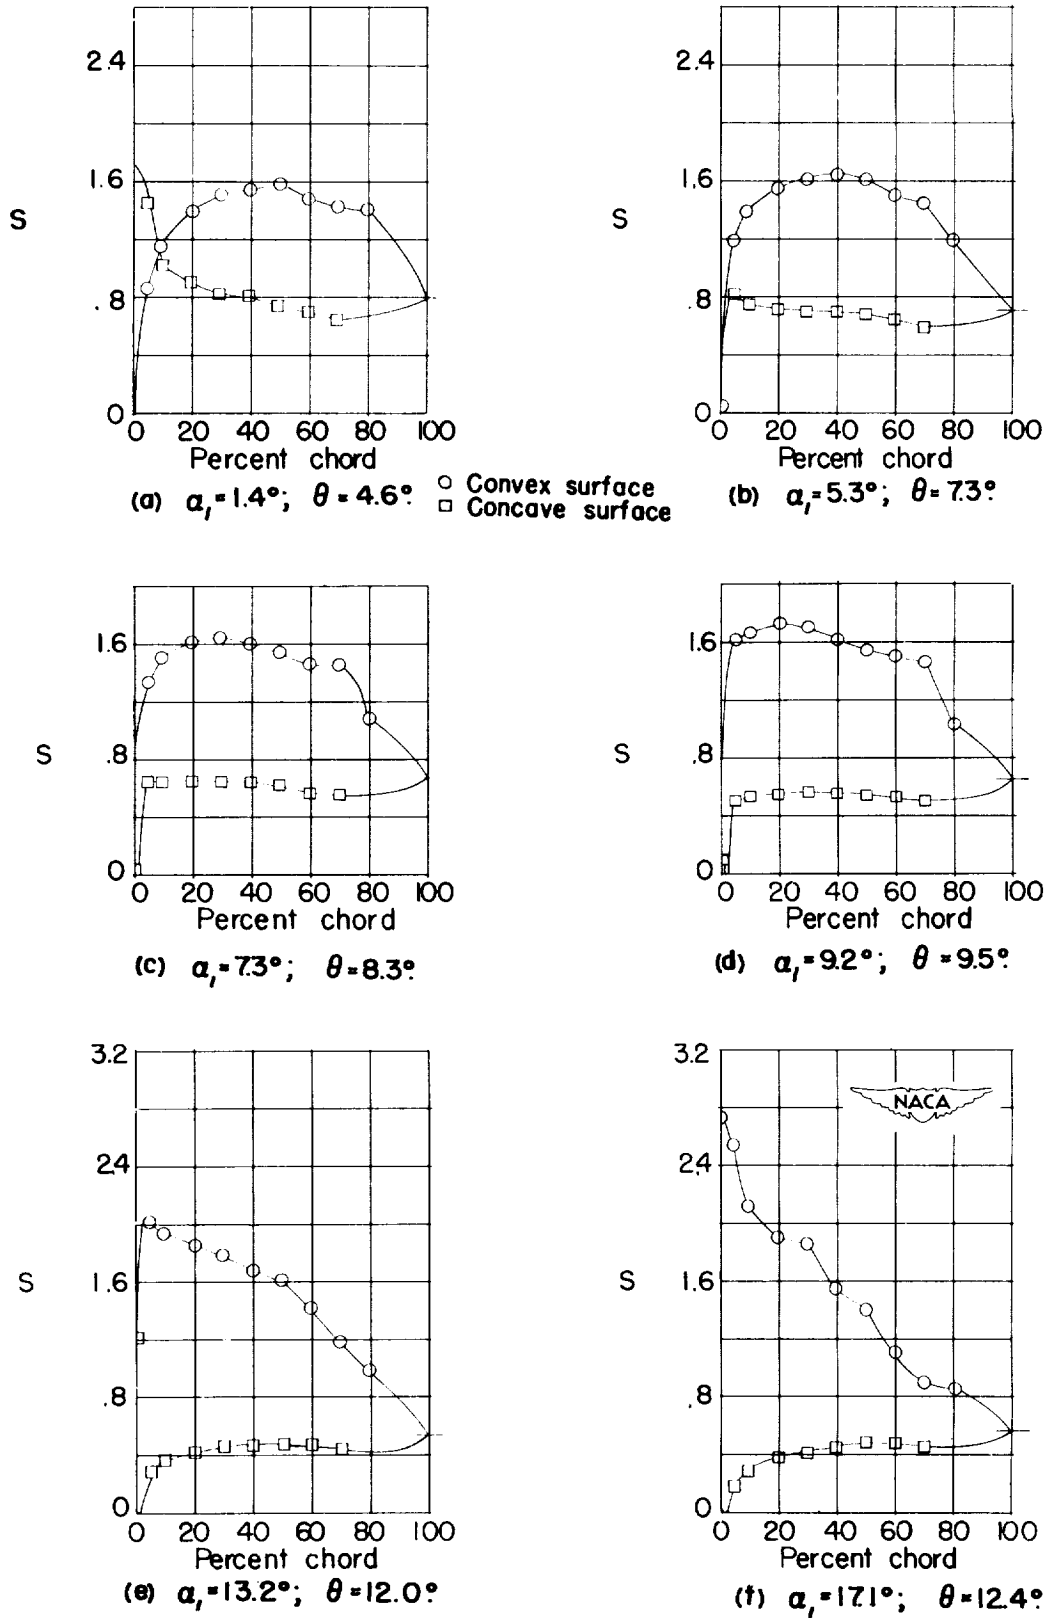 2.4
1.6
S
.8
0
0 20 40 60 80 100
Percent chord
(a) α₁ = 1.4°; θ = 4.6°.
2.4
1.6
S
.8
0
0 20 40 60 80 100
Percent chord
(b) α₁ = 5.3°; θ = 7.3°.
○ Convex surface
□ Concave surface
1.6
S
.8
0
0 20 40 60 80 100
Percent chord
(c) α₁ = 7.3°; θ = 8.3°.
1.6
S
.8
0
0 20 40 60 80 100
Percent chord
(d) α₁ = 9.2°; θ = 9.5°.
3.2
2.4
S
1.6
.8
0
0 20 40 60 80 100
Percent chord
(e) α₁ = 13.2°; θ = 12.0°.
NACA
3.2
2.4
S
1.6
.8
0
0 20 40 60 80 100
Percent chord
(f) α₁ = 17.1°; θ = 12.4°.